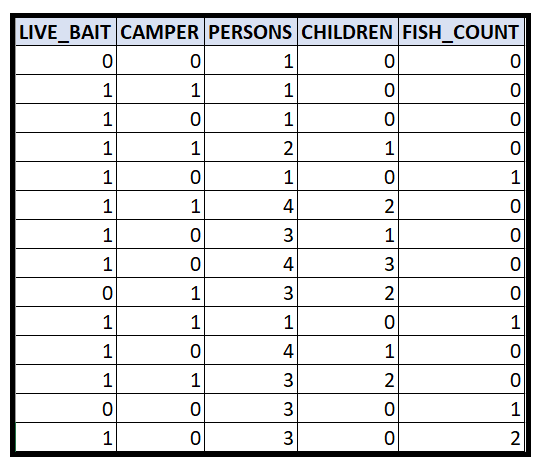 LIVE_BAIT CAMPER PERSONS CHILDREN FISH_COUNT
0 0 1 0 0
1 1 1 0 0
1 0 1 0 0
1 1 2 1 0
1 0 1 0 1
1 1 4 2 0
1 0 3 1 0
1 0 4 3 0
0 1 3 2 0
1 1 1 0 1
1 0 4 1 0
1 1 3 2 0
0 0 3 0 1
1 0 3 0 2